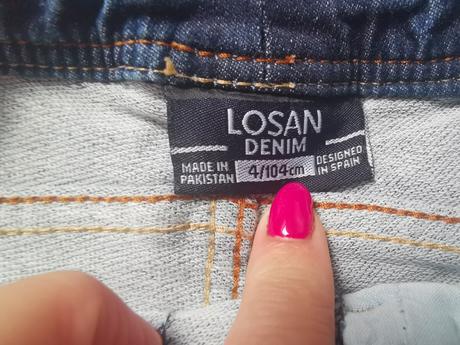 LOSAN
DENIM
MADE IN
PAKISTAN
4/104cm
DESIGNED
IN SPAIN